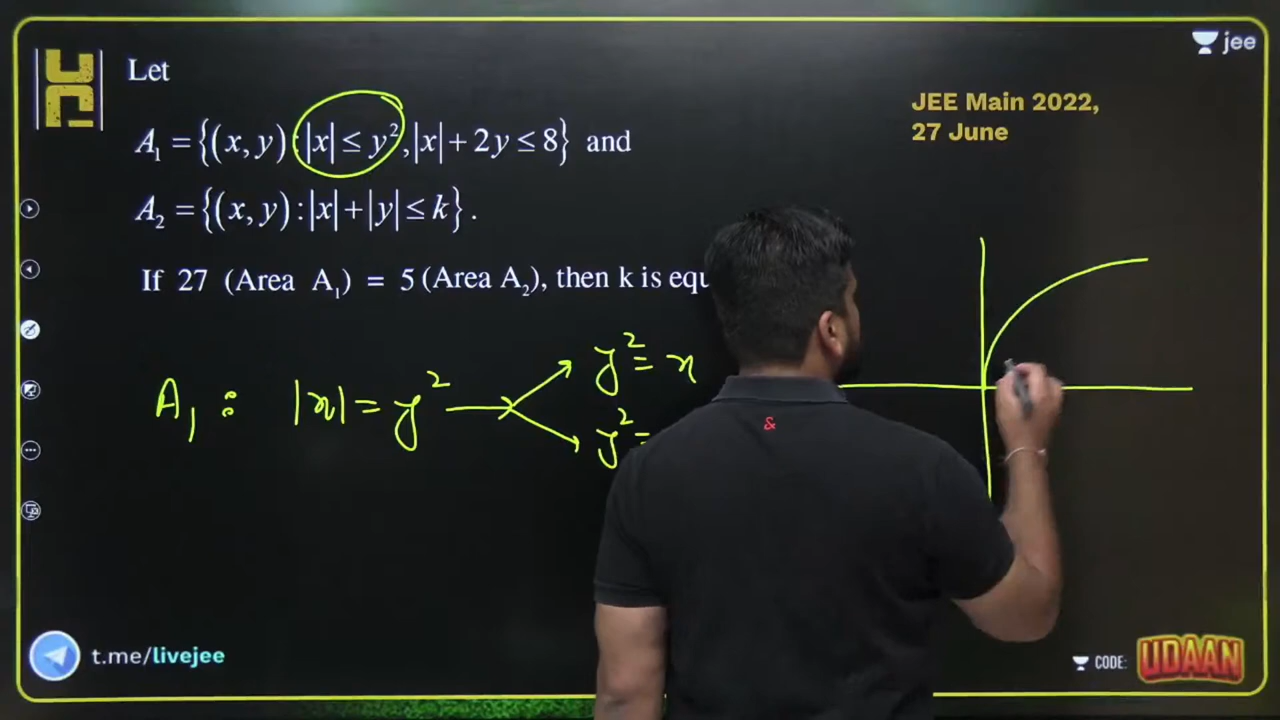 Let
A₁ = {(x, y) : |x| ≤ y², |x| + 2y ≤ 8} and
A₂ = {(x, y) : |x| + |y| ≤ k}.
If 27 (Area A₁) = 5 (Area A₂), then k is equ
JEE Main 2022,
27 June
jee
A₁ : |x| = y²
y² = x
y² =
&
t.me/livejee
CODE: UDAAN